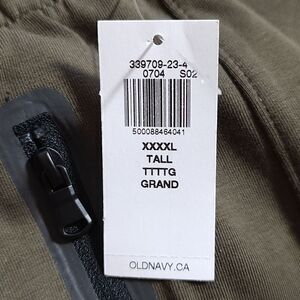 339709-23-4
0704 S02
500088464041
XXXXL
TALL
TTTTG
GRAND
OLDNAVY.CA